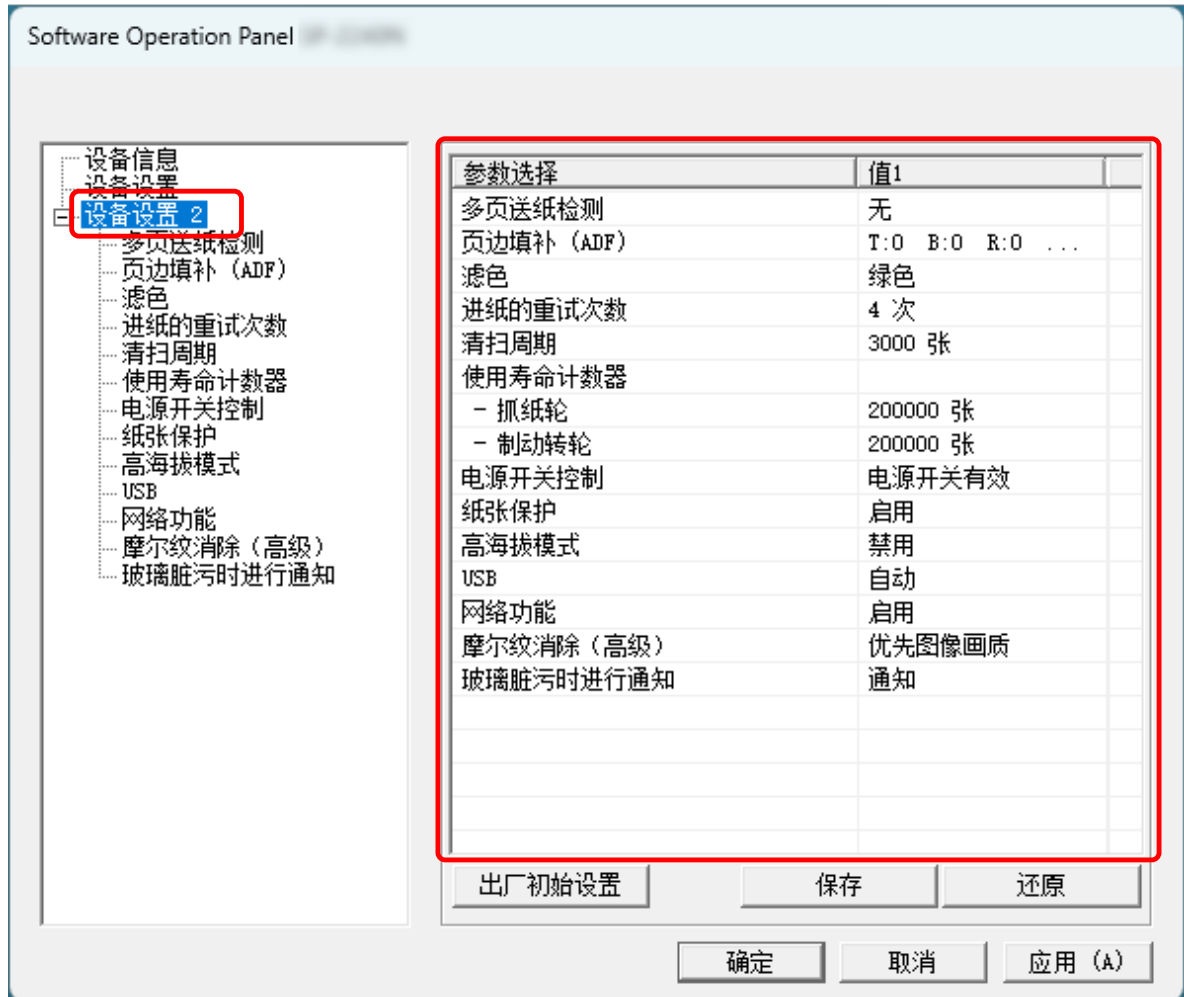 Software Operation Panel
设备信息
设备设置
设备设置 2
多页送纸检测
页边填补 (ADF)
滤色
进纸的重试次数
清扫周期
使用寿命计数器
电源开关控制
纸张保护
高海拔模式
USB
网络功能
摩尔纹消除（高级）
玻璃脏污时进行通知
参数选择 值1
多页送纸检测 无
页边填补 (ADF) T:0 B:0 R:0 ...
滤色 绿色
进纸的重试次数 4 次
清扫周期 3000 张
使用寿命计数器
- 抓纸轮 200000 张
- 制动转轮 200000 张
电源开关控制 电源开关有效
纸张保护 启用
高海拔模式 禁用
USB 自动
网络功能 启用
摩尔纹消除（高级） 优先图像画质
玻璃脏污时进行通知 通知
出厂初始设置 保存 还原
确定 取消 应用 (A)